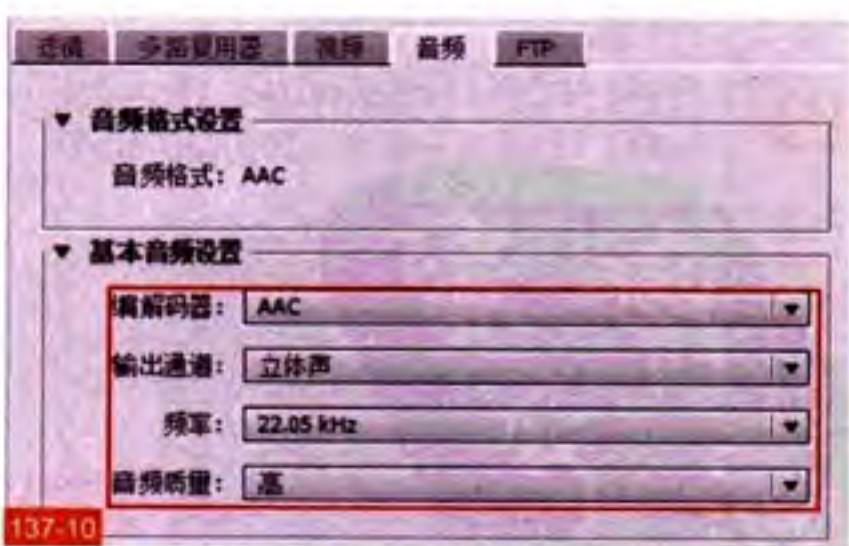 滤镜 多路复用器 视频 音频 FTP
▼ 音频格式设置
音频格式: AAC
▼ 基本音频设置
编解码器: AAC
输出通道: 立体声
频率: 22.05 kHz
音频质量: 高
137-10